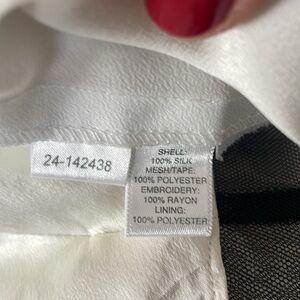 24-142438
SHELL:
100% SILK
MESH/TAPE:
100% POLYESTER
EMBROIDERY:
100% RAYON
LINING:
100% POLYESTER